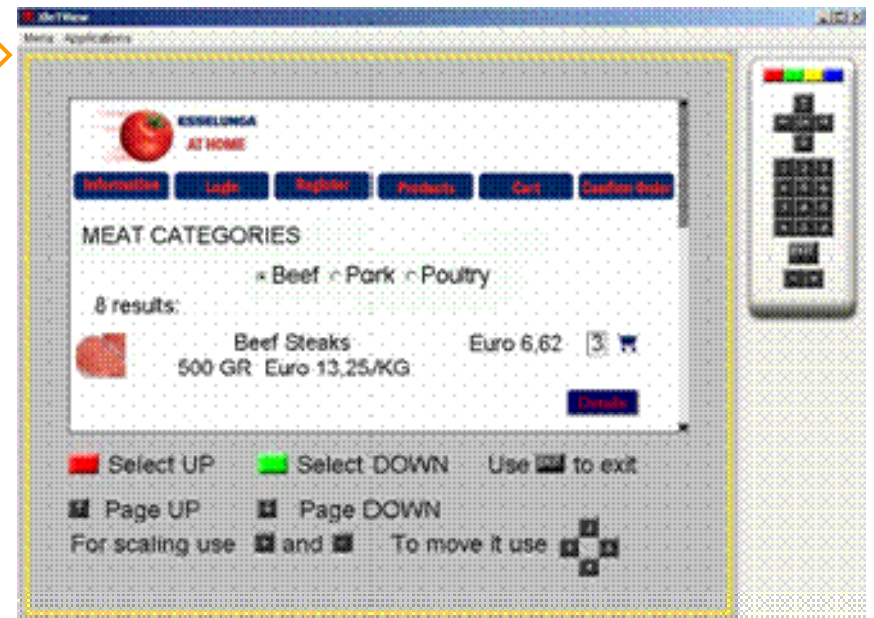 XleTView
Menu Applications
ESSELUNGA
AT HOME
Information Login Register Products Cart Confirm Order
MEAT CATEGORIES
Beef Pork Poultry
8 results:
Beef Steaks Euro 6,62 3
500 GR Euro 13,25/KG
Details
Select UP Select DOWN Use to exit
Page UP Page DOWN
For scaling use and To move it use